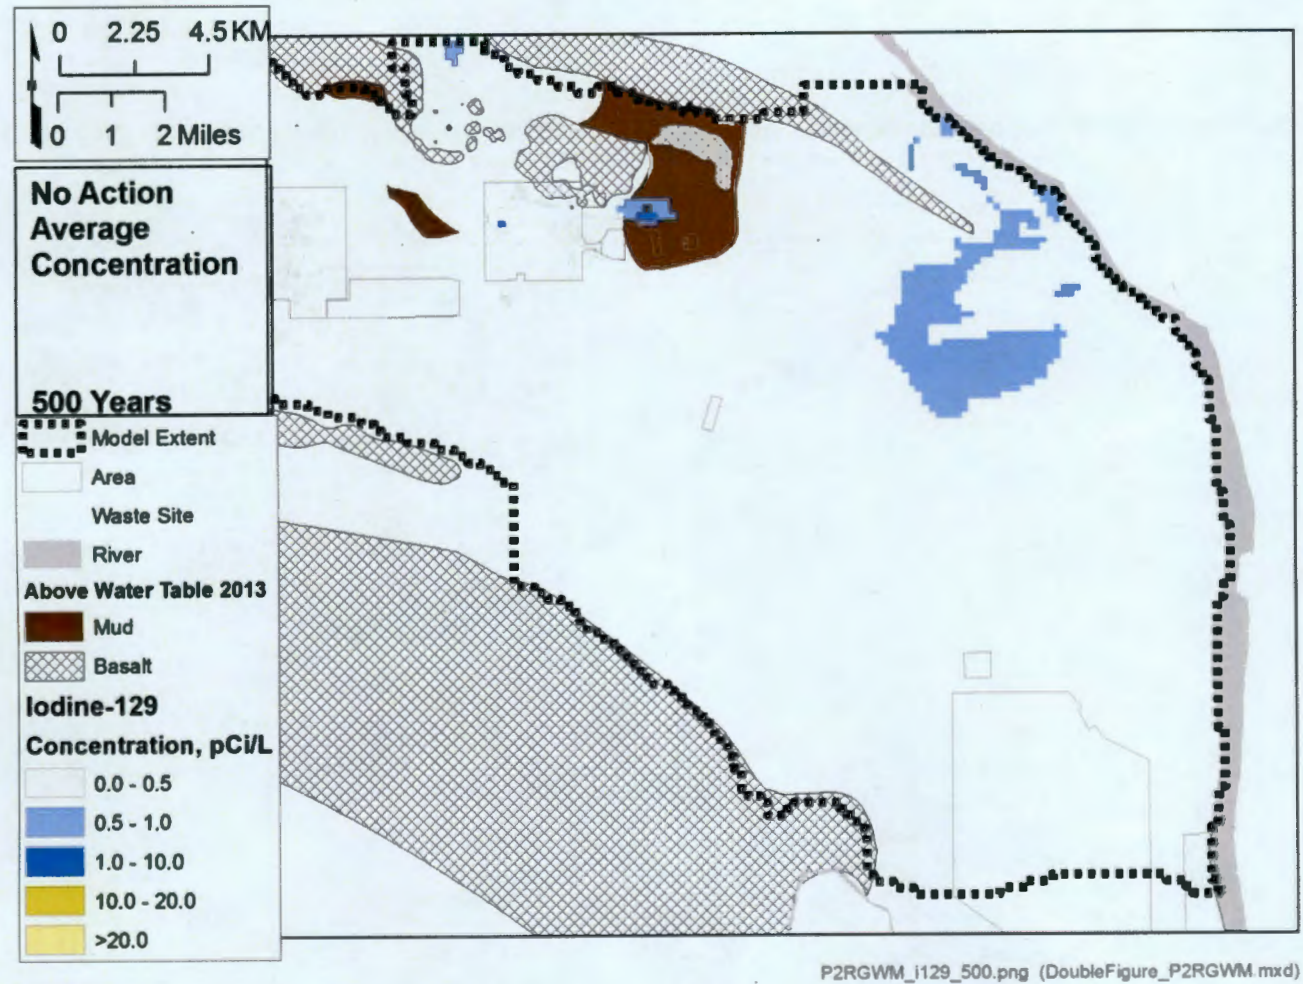 0 2.25 4.5 KM
0 1 2 Miles
No Action
Average
Concentration
500 Years
Model Extent
Area
Waste Site
River
Above Water Table 2013
Mud
Basalt
Iodine-129
Concentration, pCi/L
0.0 - 0.5
0.5 - 1.0
1.0 - 10.0
10.0 - 20.0
>20.0
P2RGWM_i129_500.png (DoubleFigure_P2RGWM.mxd)